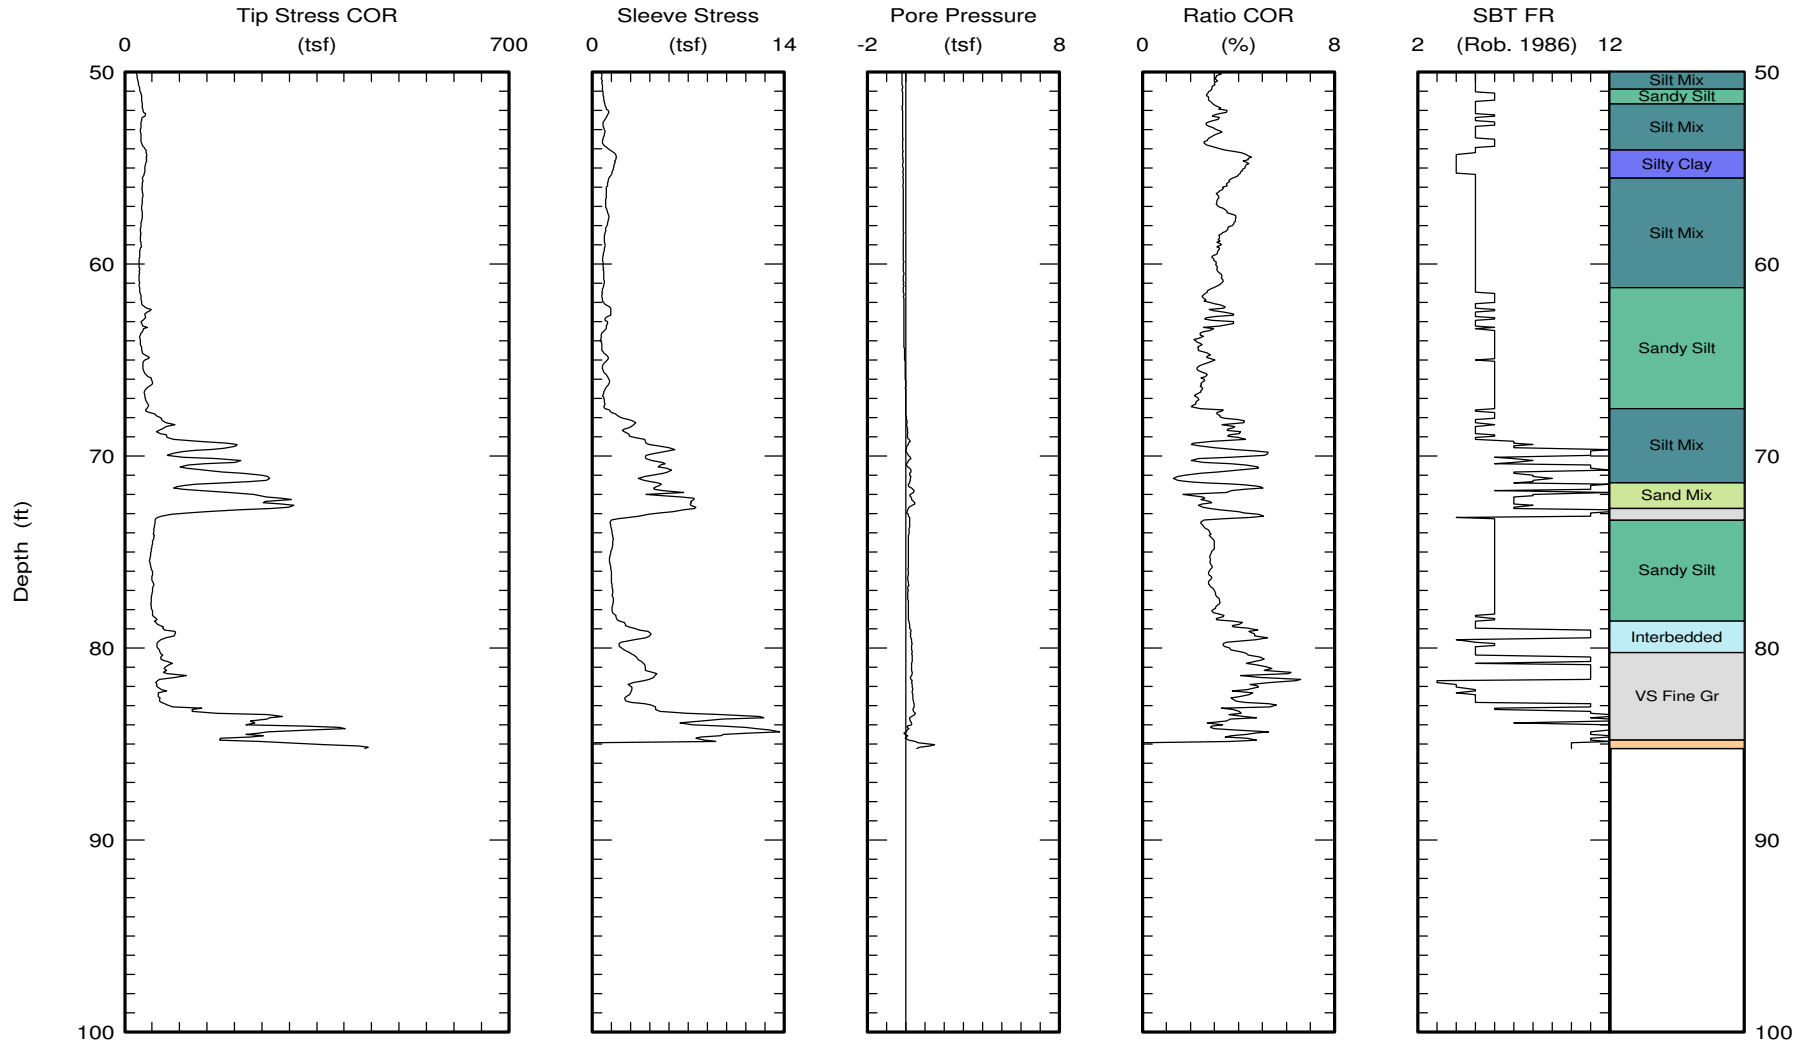 Tip Stress COR Sleeve Stress Pore Pressure Ratio COR SBT FR
0 (tsf) 700 0 (tsf) 14 -2 (tsf) 8 0 (%) 8 2 (Rob. 1986) 12
50 50
Silt Mix
Sandy Silt
Silt Mix
Silty Clay
Silt Mix
60 60
Sandy Silt
Silt Mix
70 70
Sand Mix
Sandy Silt
Depth (ft)
Interbedded
80 80
VS Fine Gr
90 90
100 100